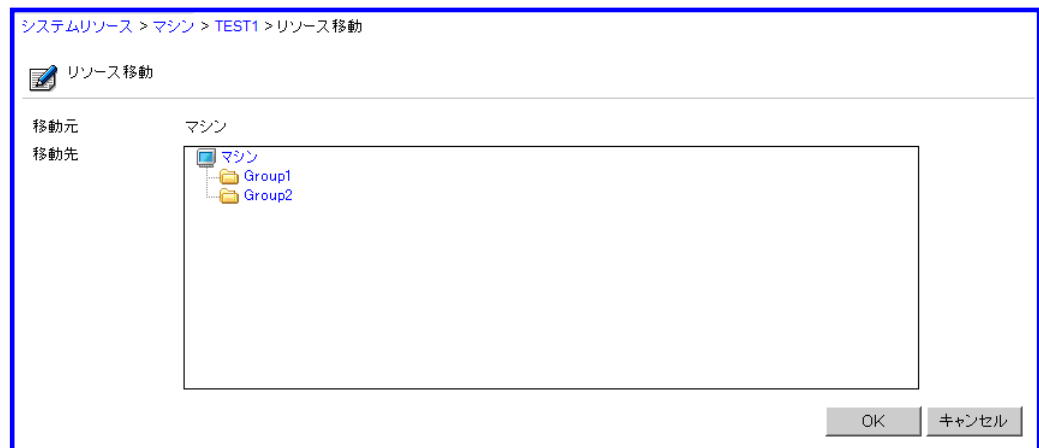 システムリソース > マシン > TEST1 > リソース移動
リソース移動
移動元 マシン
移動先
マシン
Group1
Group2
OK キャンセル